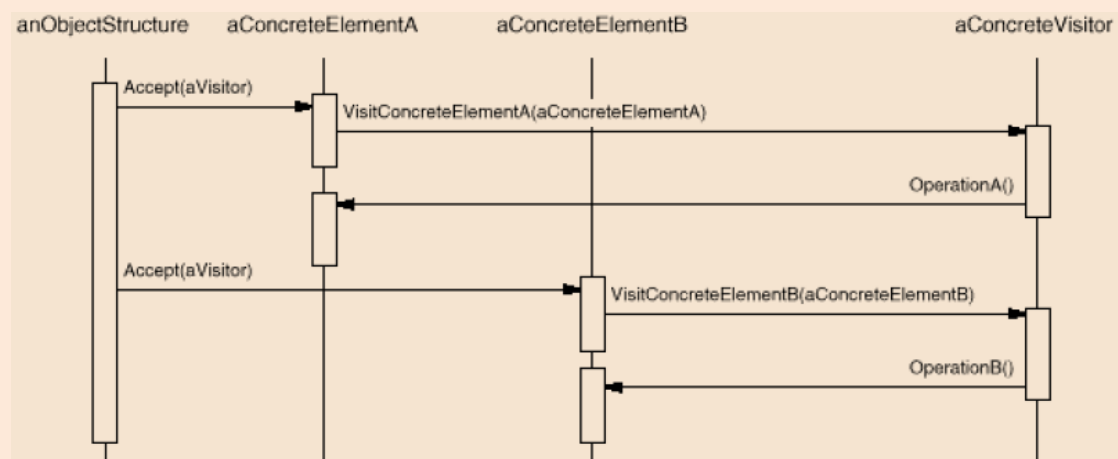 anObjectStructure aConcreteElementA aConcreteElementB aConcreteVisitor
Accept(aVisitor)
VisitConcreteElementA(aConcreteElementA)
OperationA()
Accept(aVisitor)
VisitConcreteElementB(aConcreteElementB)
OperationB()